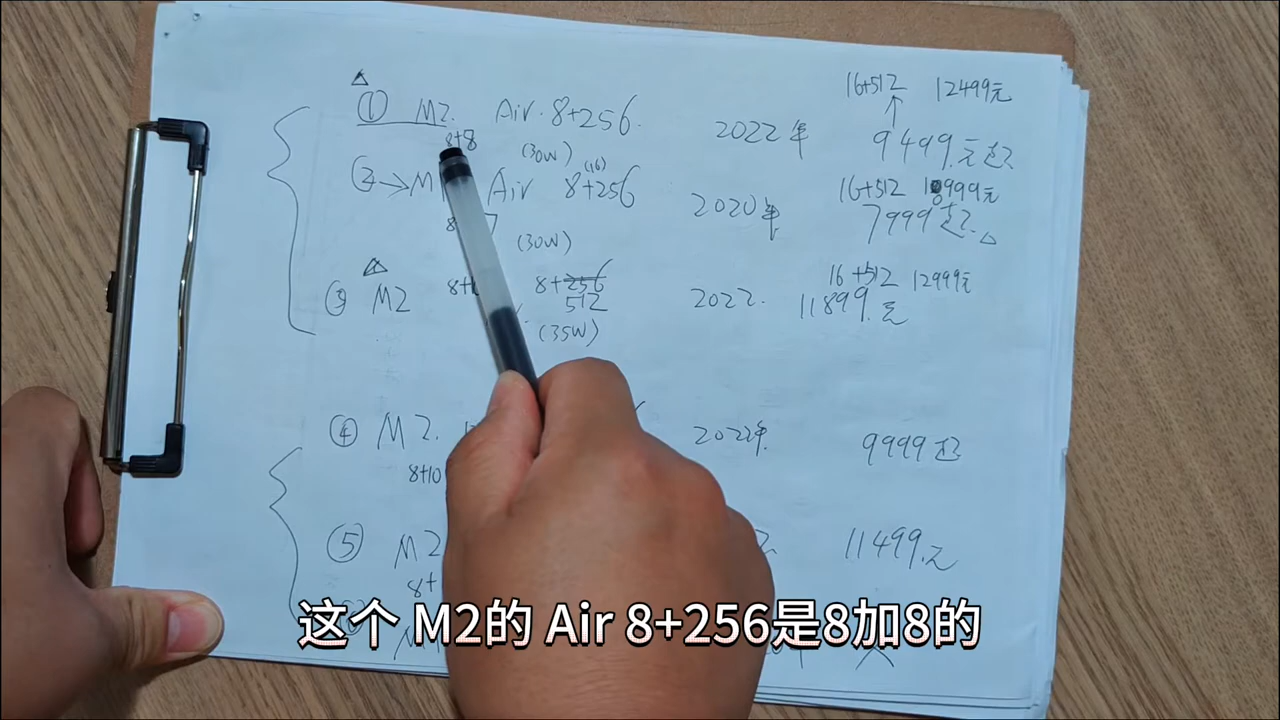 16+512 12499元
① M2. Air 8+256. 2022年 9499元起
8+8 (30W) (16)
② M Air 8+256 2020年 16+512 10999元
7999起
8 7 (30W)
③ M2 8+1 8+256 2022. 16+512 12999元
512 11899元
(35W)
④ M2. 2022年 9999起
8+10
⑤ M2 11499元
8+
这个 M2的 Air 8+256是8加8的